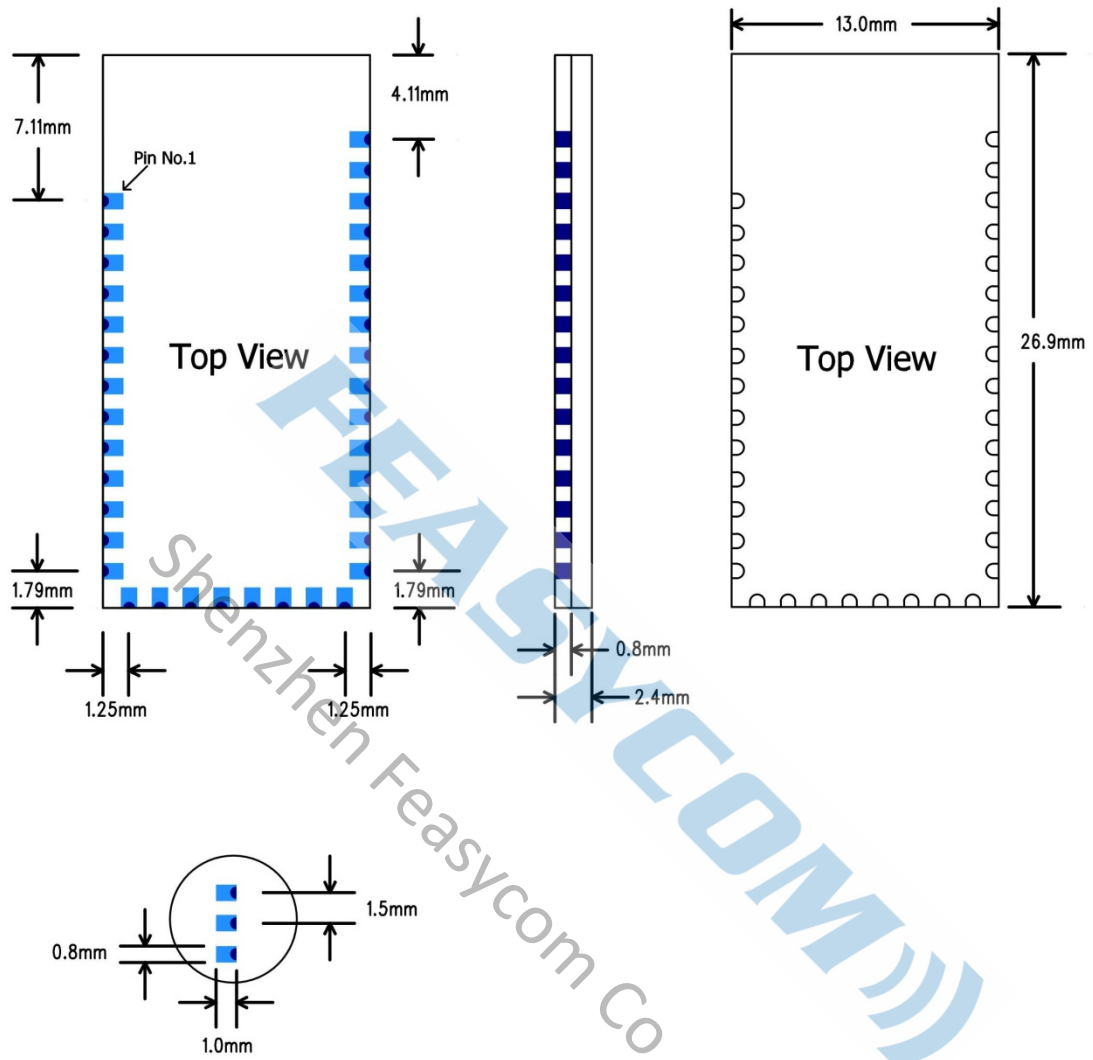 13.0mm
4.11mm
7.11mm
Pin No.1
Top View
Top View
26.9mm
1.79mm
1.79mm
0.8mm
2.4mm
1.25mm
1.25mm
FEASYCOM
Shenzhen Feasycom Co
1.5mm
0.8mm
1.0mm